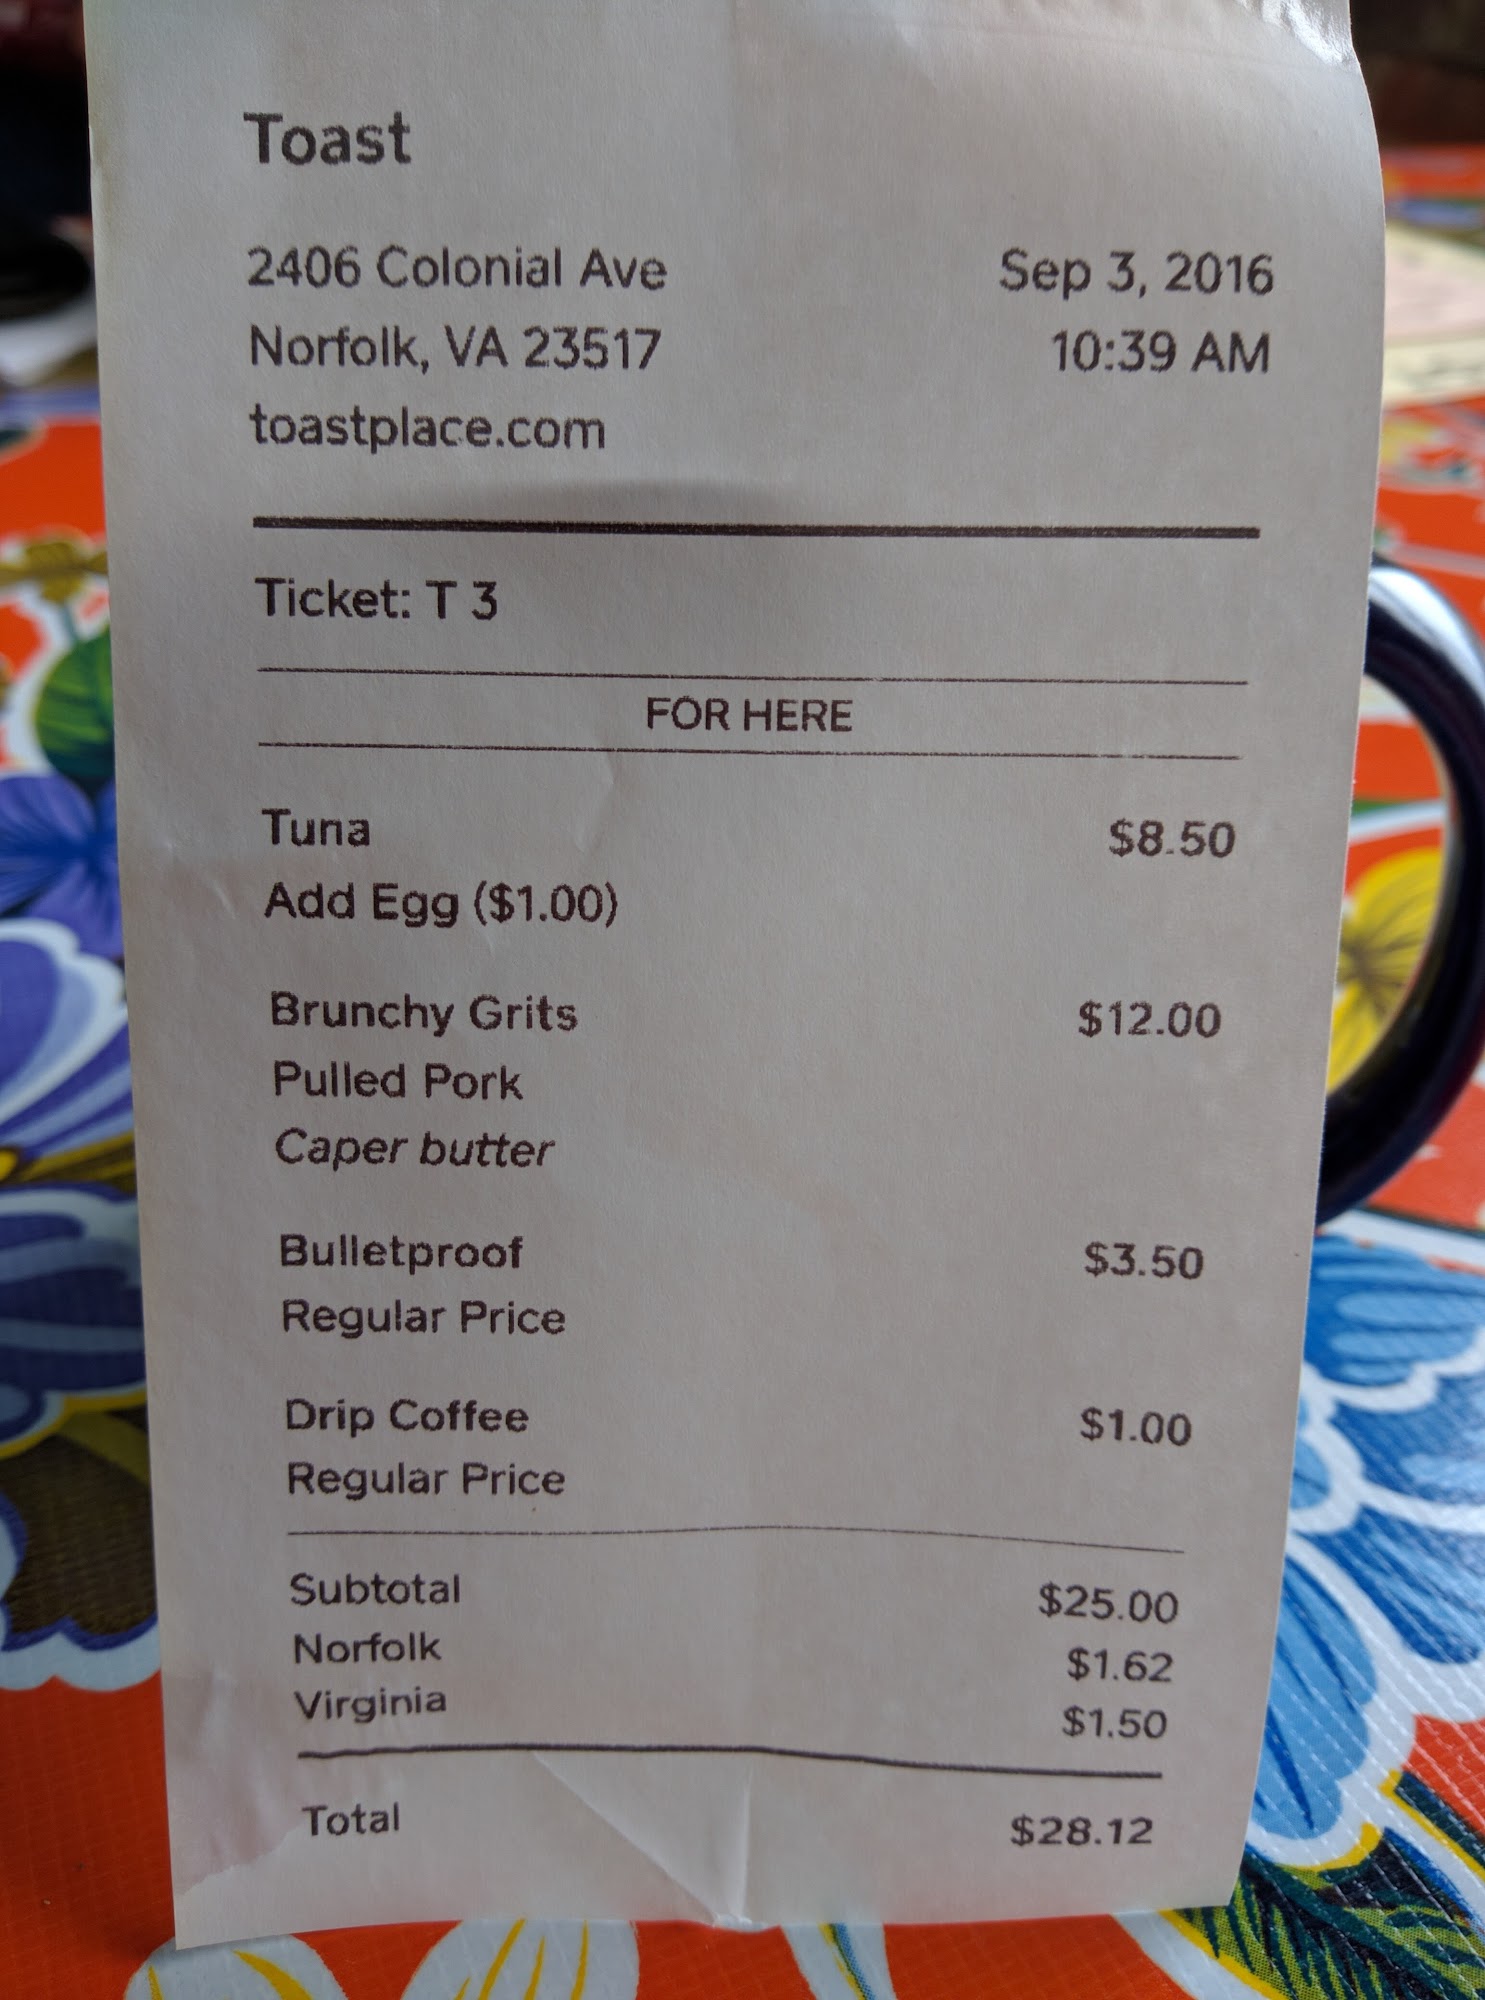 Toast
2406 Colonial Ave
Sep 3, 2016
Norfolk, VA 23517
10:39 AM
toastplace.com
Ticket: T 3
FOR HERE
Tuna $8.50
Add Egg ($1.00)
Brunchy Grits $12.00
Pulled Pork
Caper butter
Bulletproof $3.50
Regular Price
Drip Coffee $1.00
Regular Price
Subtotal $25.00
Norfolk $1.62
Virginia $1.50
Total $28.12